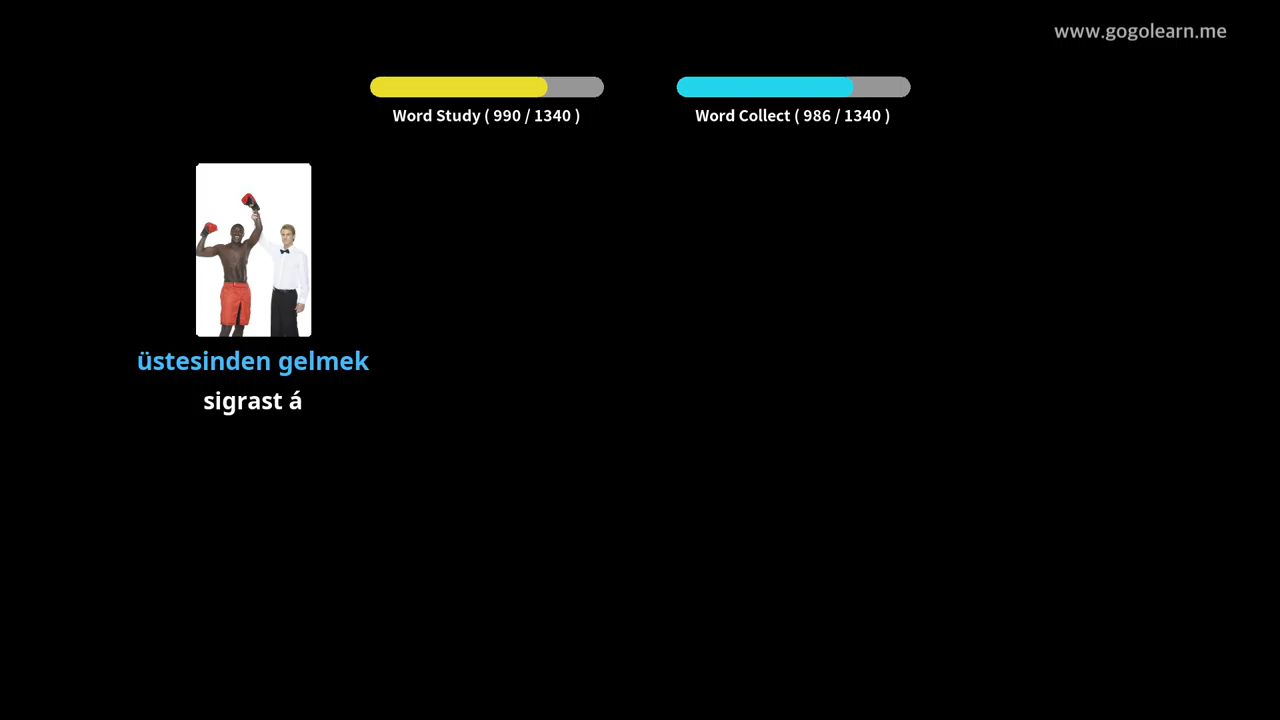 www.gogolearn.me
Word Study ( 990 / 1340 )
Word Collect ( 986 / 1340 )
üstesinden gelmek
sigrast á